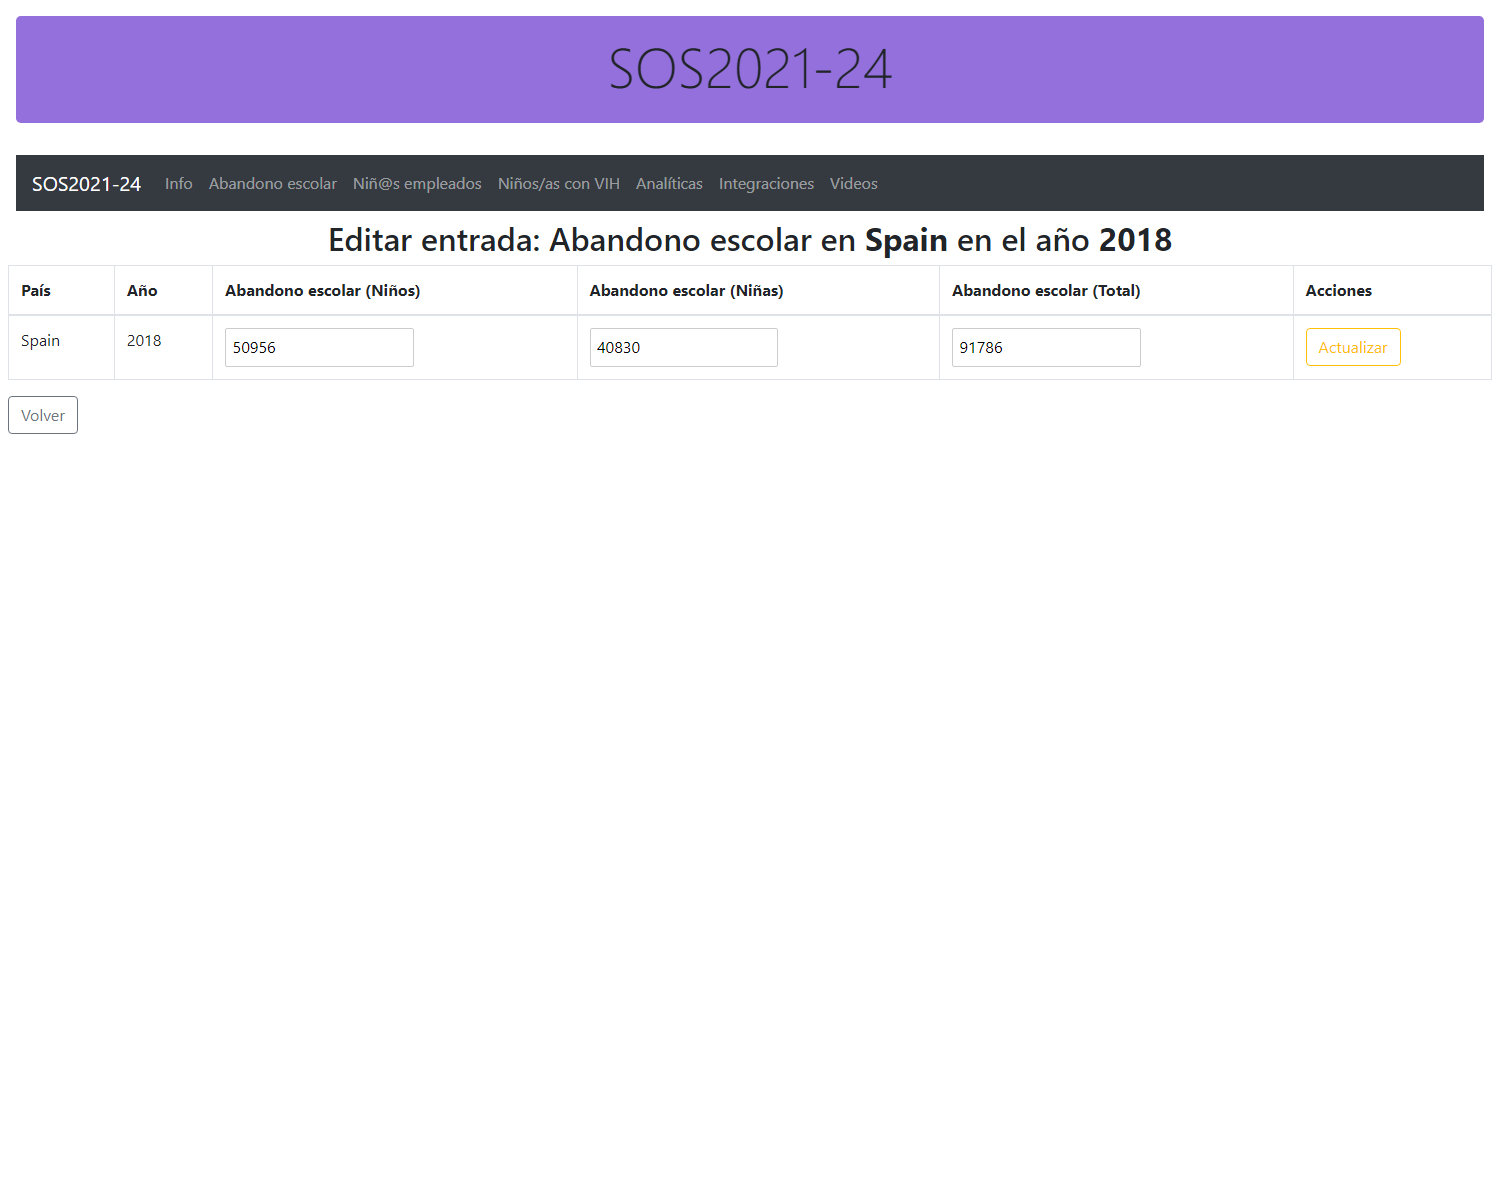 SOS2021-24
SOS2021-24 Info Abandono escolar Niñ@s empleados Niños/as con VIH Analíticas Integraciones Videos
Editar entrada: Abandono escolar en Spain en el año 2018
País Año Abandono escolar (Niños) Abandono escolar (Niñas) Abandono escolar (Total) Acciones
Spain 2018 50956 40830 91786 Actualizar
Volver